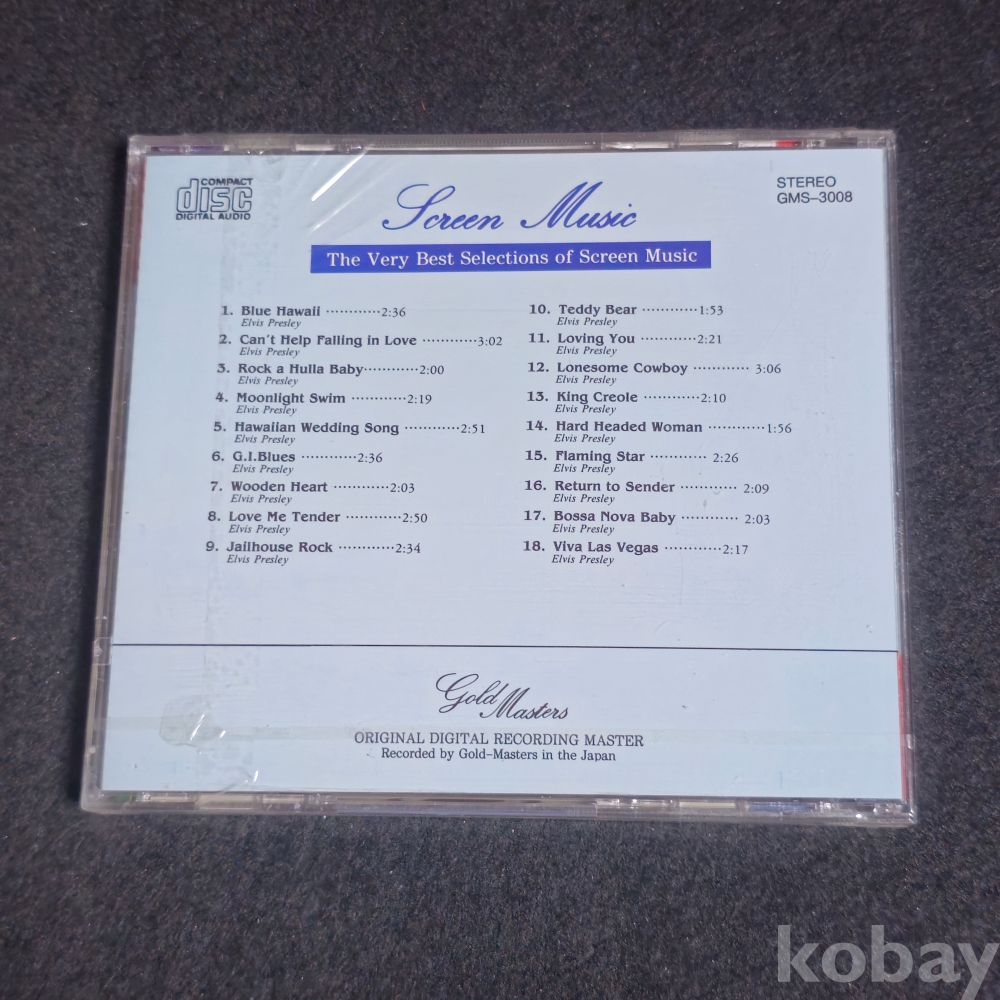 COMPACT
disc
DIGITAL AUDIO
Screen Music
STEREO
GMS-3008
The Very Best Selections of Screen Music
1. Blue Hawaii ············2:36
Elvis Presley
2. Can't Help Falling in Love ············3:02
Elvis Presley
3. Rock a Hulla Baby············2:00
Elvis Presley
4. Moonlight Swim ············2:19
Elvis Presley
5. Hawaiian Wedding Song ············2:51
Elvis Presley
6. G.I.Blues ············2:36
Elvis Presley
7. Wooden Heart ············2:03
Elvis Presley
8. Love Me Tender ············2:50
Elvis Presley
9. Jailhouse Rock ············2:34
Elvis Presley
10. Teddy Bear ············1:53
Elvis Presley
11. Loving You ············2:21
Elvis Presley
12. Lonesome Cowboy ············ 3:06
Elvis Presley
13. King Creole ············2:10
Elvis Presley
14. Hard Headed Woman ············1:56
Elvis Presley
15. Flaming Star ············ 2:26
Elvis Presley
16. Return to Sender ············ 2:09
Elvis Presley
17. Bossa Nova Baby ············ 2:03
Elvis Presley
18. Viva Las Vegas ············2:17
Elvis Presley
Gold Masters
ORIGINAL DIGITAL RECORDING MASTER
Recorded by Gold-Masters in the Japan
kobay